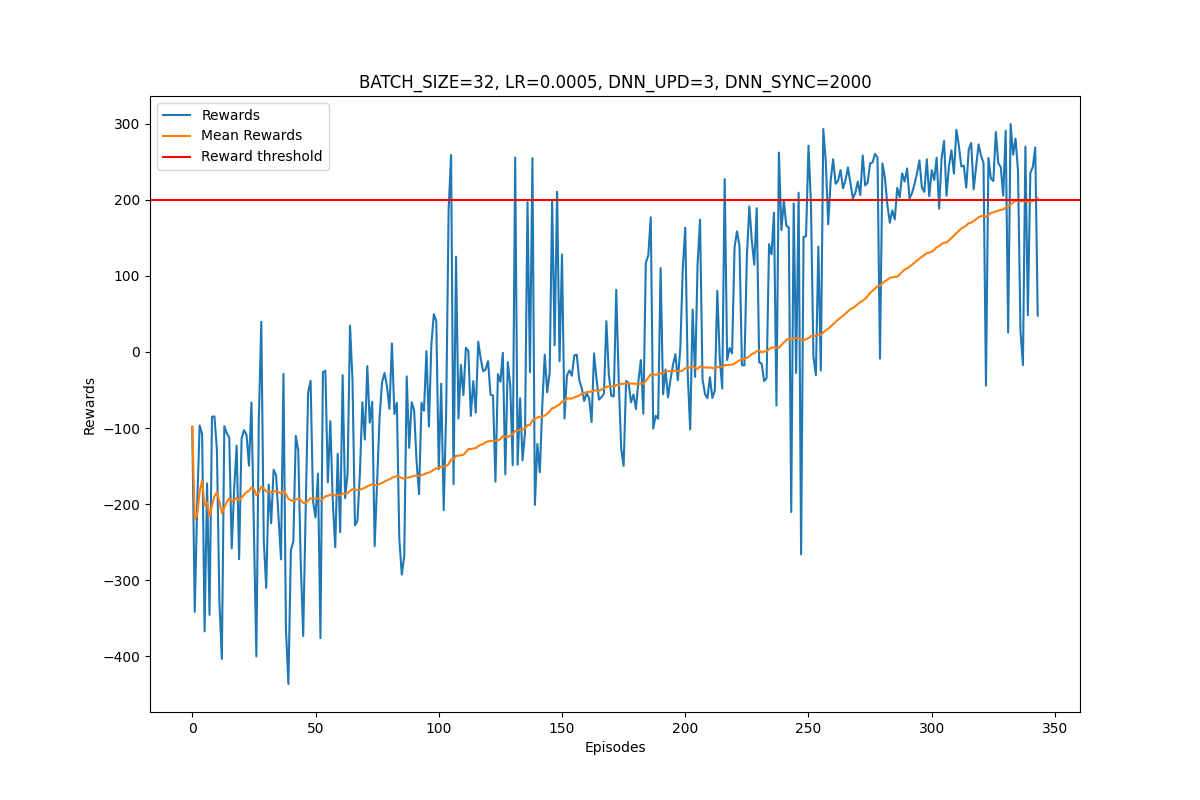 BATCH_SIZE=32, LR=0.0005, DNN_UPD=3, DNN_SYNC=2000
Rewards
Mean Rewards
Reward threshold
300
200
100
0
−100
−200
−300
−400
Rewards
0 50 100 150 200 250 300 350
Episodes